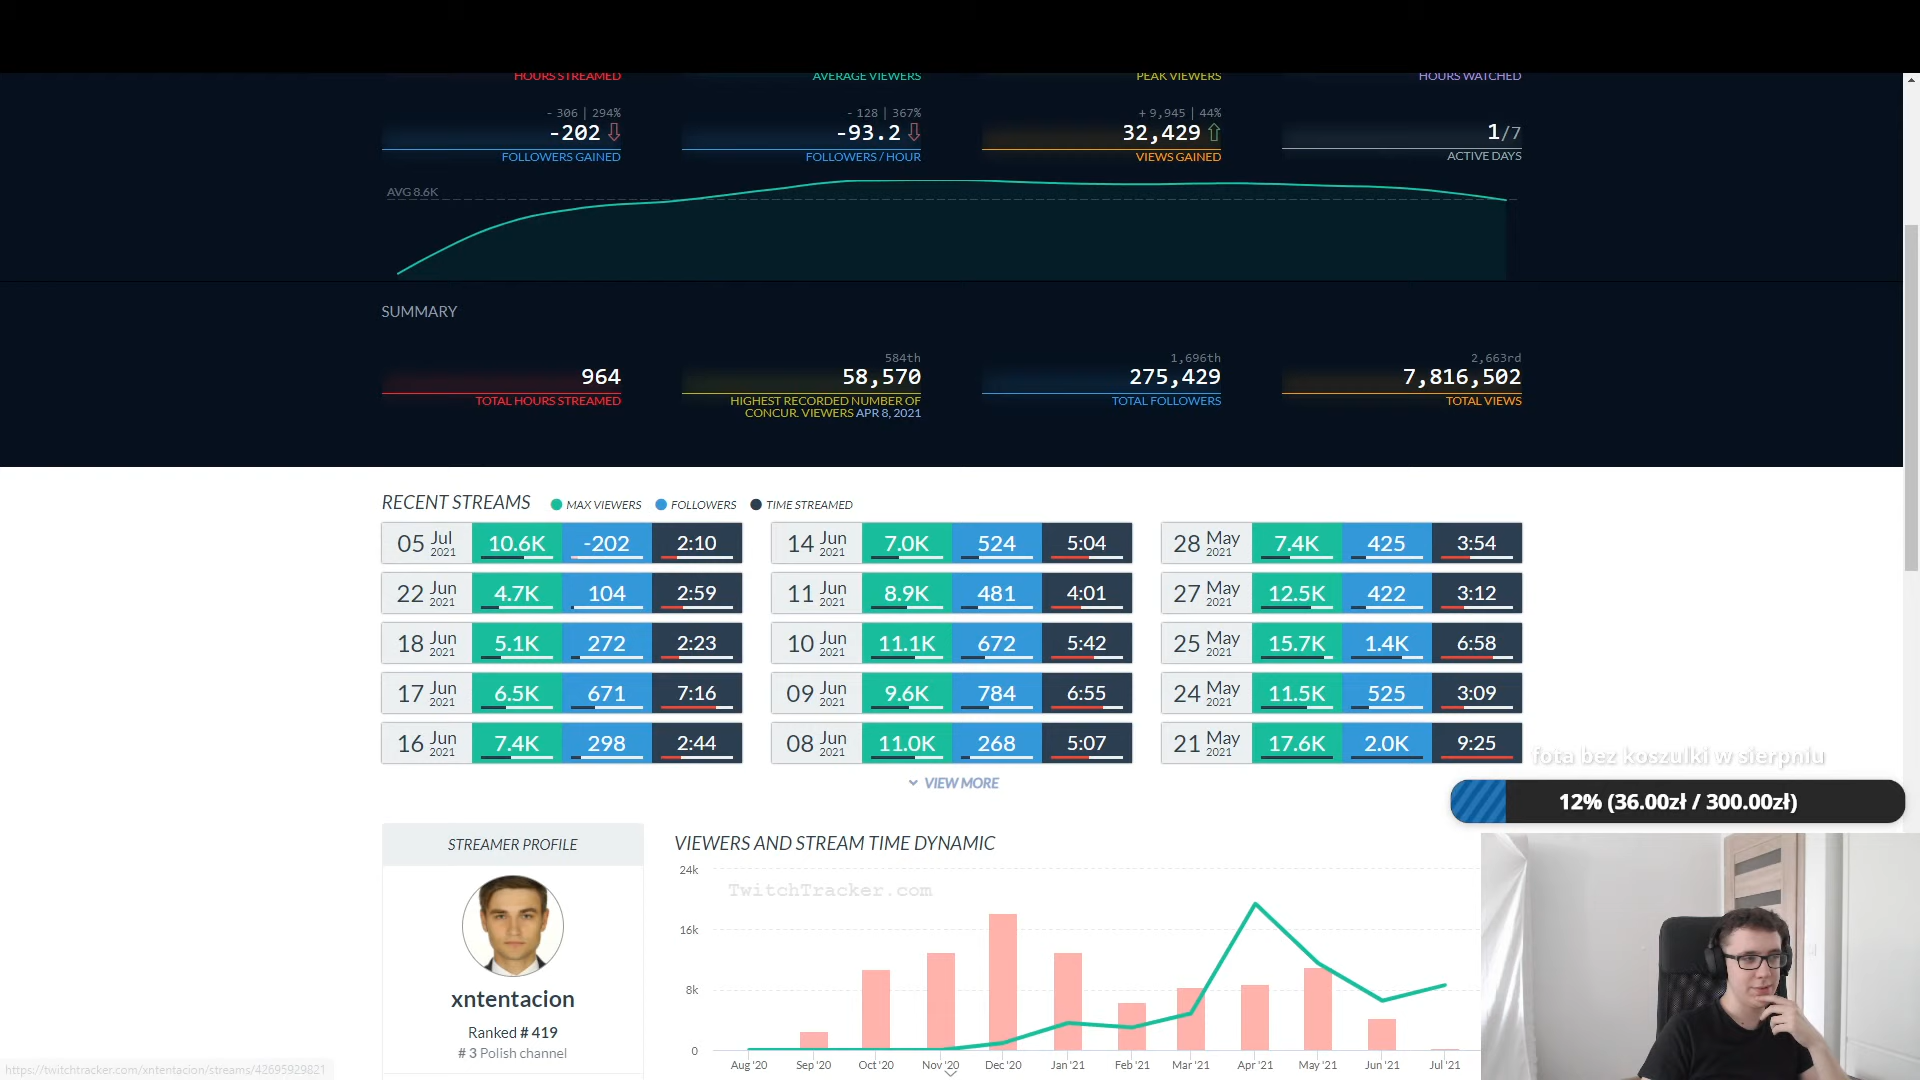 HOURS STREAMED AVERAGE VIEWERS PEAK VIEWERS HOURS WATCHED
- 306 | 294% - 128 | 367% + 9,945 | 44%
-202 -93.2 32,429 1/7
FOLLOWERS GAINED FOLLOWERS / HOUR VIEWS GAINED ACTIVE DAYS
AVG 8.6K
SUMMARY
584th 1,696th 2,663rd
964 58,570 275,429 7,816,502
TOTAL HOURS STREAMED HIGHEST RECORDED NUMBER OF TOTAL FOLLOWERS TOTAL VIEWS
CONCUR. VIEWERS APR 8, 2021
RECENT STREAMS MAX VIEWERS FOLLOWERS TIME STREAMED
05 Jul 2021 10.6K -202 2:10 14 Jun 2021 7.0K 524 5:04 28 May 2021 7.4K 425 3:54
22 Jun 2021 4.7K 104 2:59 11 Jun 2021 8.9K 481 4:01 27 May 2021 12.5K 422 3:12
18 Jun 2021 5.1K 272 2:23 10 Jun 2021 11.1K 672 5:42 25 May 2021 15.7K 1.4K 6:58
17 Jun 2021 6.5K 671 7:16 09 Jun 2021 9.6K 784 6:55 24 May 2021 11.5K 525 3:09
16 Jun 2021 7.4K 298 2:44 08 Jun 2021 11.0K 268 5:07 21 May 2021 17.6K 2.0K 9:25
fota bez koszulki w sierpniu
VIEW MORE
12% (36.00zł / 300.00zł)
STREAMER PROFILE
xntentacion
Ranked # 419
# 3 Polish channel
VIEWERS AND STREAM TIME DYNAMIC
TwitchTracker.com
24k
16k
8k
0
Aug '20 Sep '20 Oct '20 Nov '20 Dec '20 Jan '21 Feb '21 Mar '21 Apr '21 May '21 Jun '21 Jul '21
https://twitchtracker.com/xntentacion/streams/42695929821